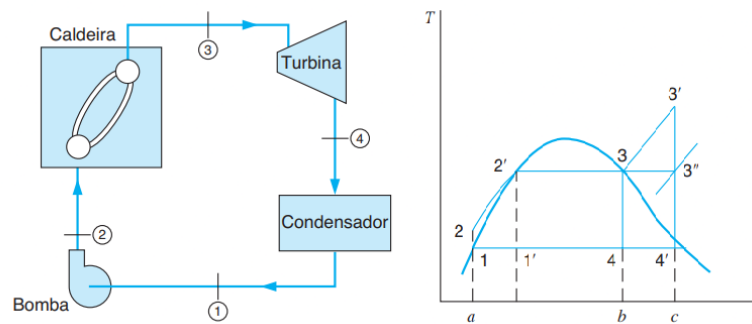 Caldeira
3
Turbina
4
Condensador
2
Bomba
1
T
3′
2′
3
3″
2
1
1′
4
4′
a
b
c